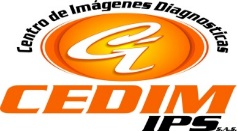 Centro de Imágenes Diagnosticas
CEDIM
IPS S.A.S.